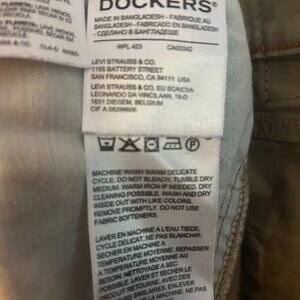 DOCKERS®
MADE IN BANGLADESH - FABRIQUE AU
BANGLADESH - FABRICADO EN BANGLADESH
- СДЕЛАНО В БАНГЛАДЕШ
WPL 423 CA00342
LEVI STRAUSS & CO.
1155 BATTERY STREET
SAN FRANCISCO, CA 94111 USA
LEVI STRAUSS & CO. EU SCA/CVA
LEONARDO DA VINCILAAN, 19-D
1831 DIEGEM, BELGIUM
MACHINE WASH WARM DELICATE
CYCLE. DO NOT BLEACH. TUMBLE DRY
MEDIUM. WARM IRON IF NEEDED. DRY
CLEANING POSSIBLE. WASH AND DRY
INSIDE OUT WITH LIKE COLORS.
REMOVE PROMPTLY. DO NOT USE
FABRIC SOFTENERS.
LAVER EN MACHINE A L'EAU TIEDE.
CYCLE DELICAT. NE PAS BLANCHIR.
SECHER EN MACHINE A
TEMPERATURE MOYENNE. REPASSER
A TEMPERATURE MOYENNE AU
BESOIN. NETTOYAGE A SEC
POSSIBLE. LAVER ET SECHER LE